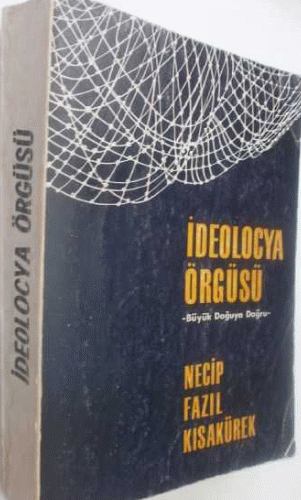 İDEOLOCYA ÖRGÜSÜ
İDEOLOCYA
ÖRGÜSÜ
-Büyük Doğuya Doğru-
NECİP
FAZIL
KISAKÜREK